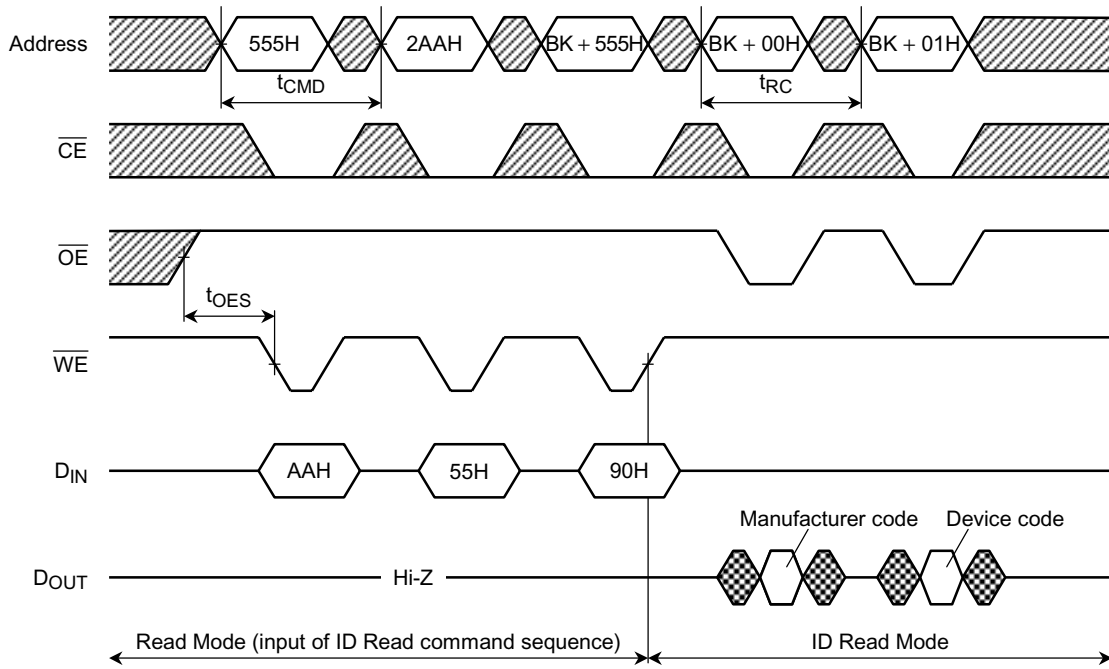 Address 555H 2AAH BK + 555H BK + 00H BK + 01H
tCMD tRC
CE
OE
tOES
WE
DIN AAH 55H 90H
Manufacturer code Device code
DOUT Hi-Z
Read Mode (input of ID Read command sequence) ID Read Mode